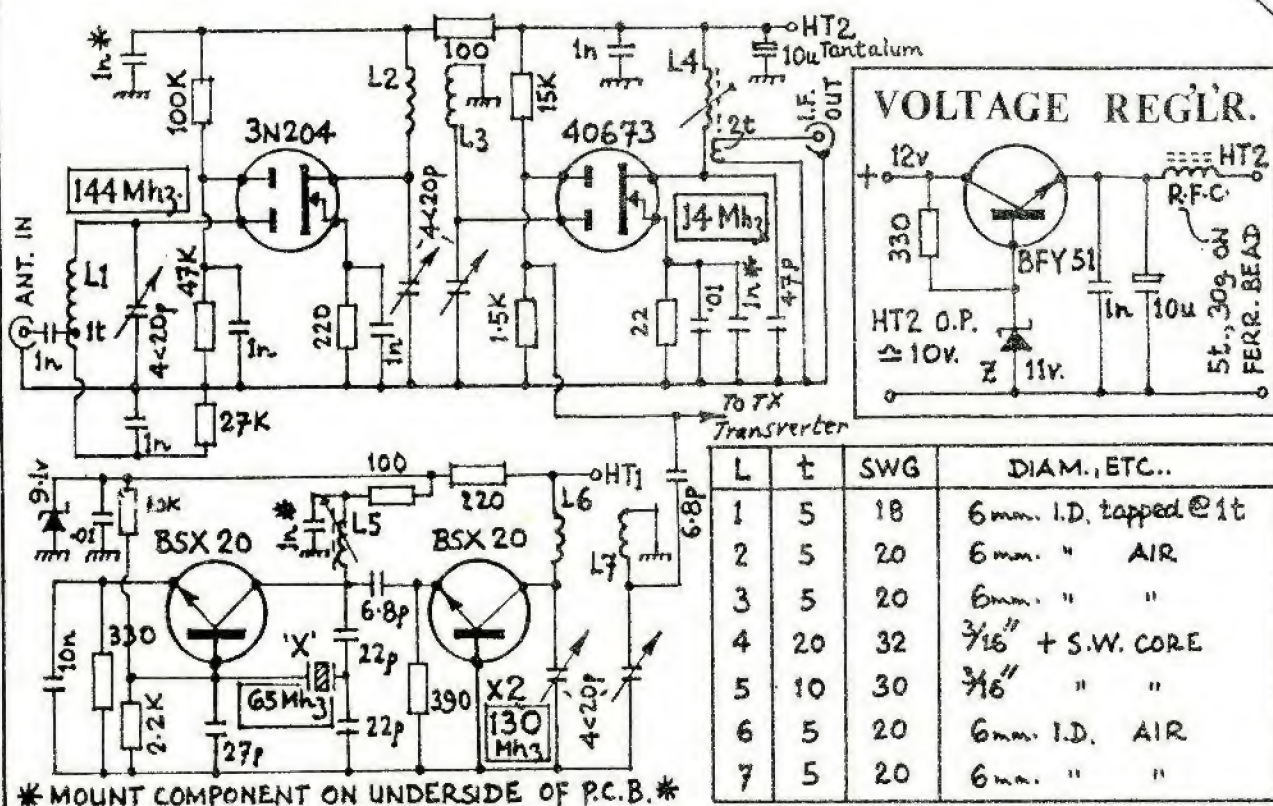 1n*
100K
L2
100
L3
15K
1n
HT2
10u Tantalum
L4
2t
I.F. OUT
3N204
40673
144 Mhz.
14 Mhz
ANT. IN
1n
L1
1t
4<20p
47K
1n
27K
1n
220
1n
4<20p
1.5K
22
.01
1n*
47p
To TX
Transverter
VOLTAGE REG'L'R.
+ 12v
330
BFY51
HT2
R.F.C.
5t., 30g ON
FERR. BEAD
1n
10u
HT2 O.P.
≃ 10v.
Z 11v.
9.1v
.01
BSX 20
1n*
L5
100
220
HT1
L6
L7
6.8p
BSX 20
6.8p
10n
330
2.2K
27p
'X'
65 Mhz
22p
22p
390
X2
130
Mhz
4<20p
L t SWG DIAM., ETC..
1 5 18 6mm. I.D. tapped @ 1t
2 5 20 6mm. " AIR
3 5 20 6mm. " "
4 20 32 3/16" + S.W. CORE
5 10 30 3/16" " "
6 5 20 6mm. I.D. AIR
7 5 20 6mm. " "
* MOUNT COMPONENT ON UNDERSIDE OF P.C.B. *